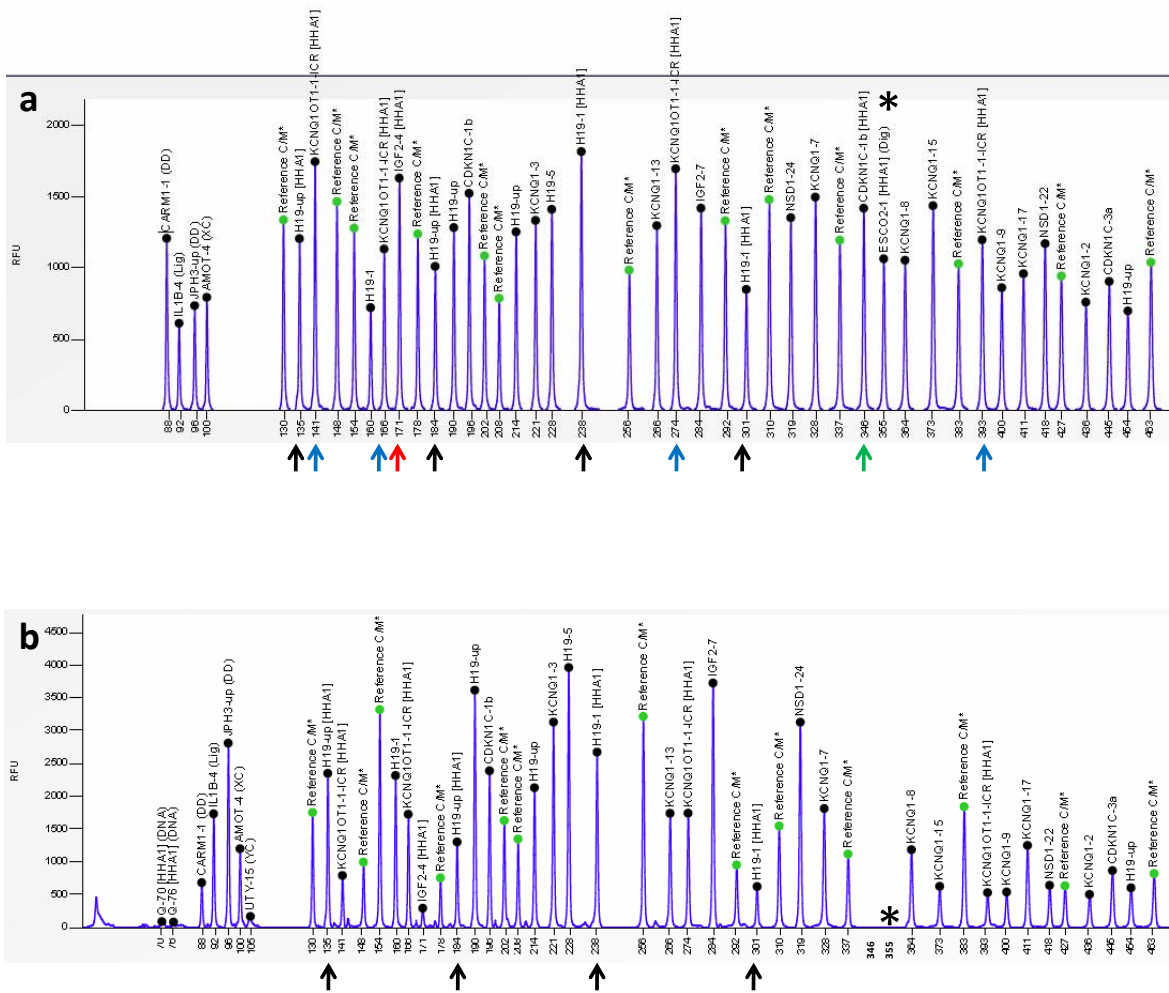 a
*
2000
1500
1000
500
0
RFU
CARM1-1 (DD)
IL1B-4 (Lig)
JPH3-up (DD)
AMOT-4 (XC)
Reference C/M*
H19-up [HHA1]
KCNQ1OT1-1-ICR [HHA1]
Reference C/M*
Reference C/M*
H19-1
KCNQ1OT1-1-ICR [HHA1]
IGF2-4 [HHA1]
Reference C/M*
H19-up [HHA1]
H19-up
CDKN1C-1b
Reference C/M*
Reference C/M*
H19-up
KCNQ1-3
H19-5
H19-1 [HHA1]
Reference C/M*
KCNQ1-13
KCNQ1OT1-1-ICR [HHA1]
IGF2-7
Reference C/M*
H19-1 [HHA1]
Reference C/M*
NSD1-24
KCNQ1-7
Reference C/M*
CDKN1C-1b [HHA1]
ESCO2-1 [HHA1] (Dig)
KCNQ1-8
KCNQ1-15
Reference C/M*
KCNQ1OT1-1-ICR [HHA1]
KCNQ1-9
KCNQ1-17
NSD1-22
Reference C/M*
KCNQ1-2
CDKN1C-3a
H19-up
Reference C/M*
88 92 96 100 130 135 141 148 154 160 166 171 178 184 190 196 202 208 214 221 228 238 256 266 274 284 292 301 310 319 328 337 346 355 364 373 383 393 400 411 418 427 436 445 454 463
b
4500
4000
3500
3000
2500
2000
1500
1000
500
0
RFU
Q-70 [HHA1] (DNA)
Q-76 [HHA1] (DNA)
CARM1-1 (DD)
IL1B-4 (Lig)
JPH3-up (DD)
AMOT-4 (XC)
UTY-15 (YC)
Reference C/M*
H19-up [HHA1]
KCNQ1OT1-1-ICR [HHA1]
Reference C/M*
Reference C/M*
H19-1
KCNQ1OT1-1-ICR [HHA1]
IGF2-4 [HHA1]
Reference C/M*
H19-up [HHA1]
H19-up
CDKN1C-1b
Reference C/M*
Reference C/M*
H19-up
KCNQ1-3
H19-5
H19-1 [HHA1]
Reference C/M*
KCNQ1-13
KCNQ1OT1-1-ICR [HHA1]
IGF2-7
Reference C/M*
H19-1 [HHA1]
Reference C/M*
NSD1-24
KCNQ1-7
Reference C/M*
*
KCNQ1-8
KCNQ1-15
Reference C/M*
KCNQ1OT1-1-ICR [HHA1]
KCNQ1-9
KCNQ1-17
NSD1-22
Reference C/M*
KCNQ1-2
CDKN1C-3a
H19-up
Reference C/M*
70 76 88 92 96 100 105 130 135 141 148 154 160 166 171 178 184 190 196 202 208 214 221 228 238 256 266 274 284 292 301 310 319 328 337 346 355 364 373 383 393 400 411 418 427 436 445 454 463